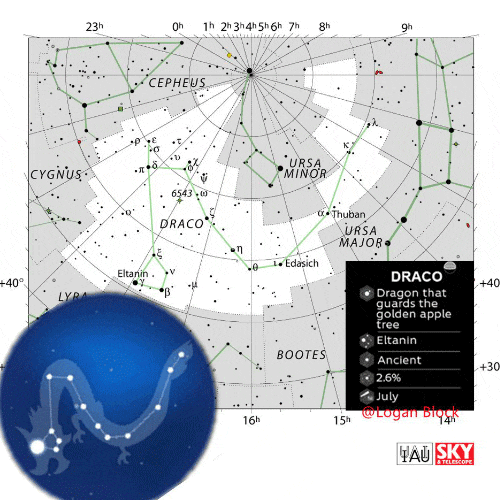 23h 0h 1h 2h 3h 4h 5h 6h 7h 8h 9h
CEPHEUS
URSA
MINOR
CYGNUS
ρ ε σ τ υ χ φ ψ ω π δ
λ
κ
6543
DRACO
ζ
α Thuban
URSA
MAJOR
η
θ
ι Edasich
ξ
Eltanin
γ ν β μ
+40° +40
LYRA
BOOTES
+30
16h 15h 14h
DRACO
Dragon that
guards the
golden apple
tree
Eltanin
Ancient
2.6%
July
@Logan Block
IAU
SKY
& TELESCOPE